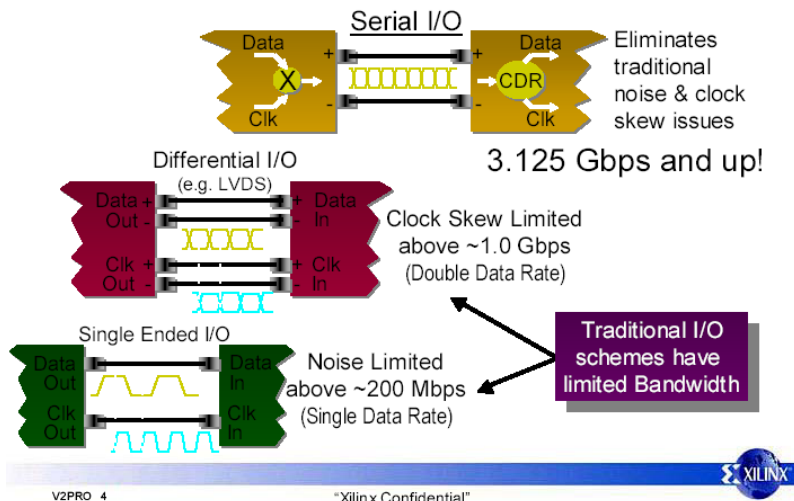 Serial I/O
Data
Clk
X
+
-
+
-
CDR
Data
Clk
Eliminates
traditional
noise & clock
skew issues
3.125 Gbps and up!
Differential I/O
(e.g. LVDS)
Data +
Out -
+ Data
- In
Clk +
Out -
+ Clk
- In
Clock Skew Limited
above ~1.0 Gbps
(Double Data Rate)
Single Ended I/O
Data
Out
Data
In
Clk
Out
Clk
In
Noise Limited
above ~200 Mbps
(Single Data Rate)
Traditional I/O
schemes have
limited Bandwidth
XILINX
V2PRO 4
"Xilinx Confidential"